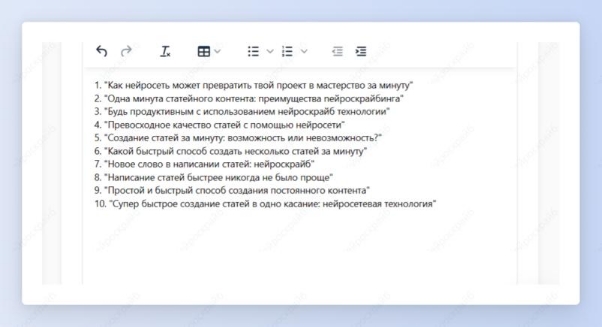 1. "Как нейросеть может превратить твой проект в мастерство за минуту"
2. "Одна минута статейного контента: преимущества нейроскрайбинга"
3. "Будь продуктивным с использованием нейроскрайб технологии"
4. "Превосходное качество статей с помощью нейросети"
5. "Создание статей за минуту: возможность или невозможность?"
6. "Какой быстрый способ создать несколько статей за минуту"
7. "Новое слово в написании статей: нейроскрайб"
8. "Написание статей быстрее никогда не было проще"
9. "Простой и быстрый способ создания постоянного контента"
10. "Супер быстрое создание статей в одно касание: нейросетевая технология"